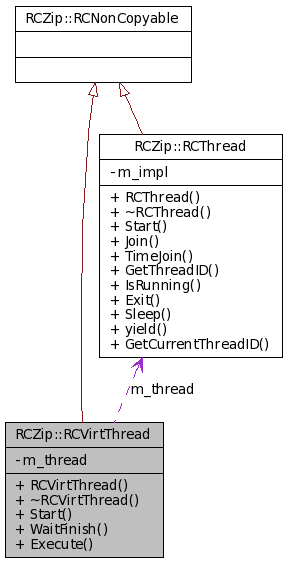 RCZip::RCNonCopyable
RCZip::RCThread
- m_impl
+ RCThread()
+ ~RCThread()
+ Start()
+ Join()
+ TimeJoin()
+ GetThreadID()
+ IsRunning()
+ Exit()
+ Sleep()
+ yield()
+ GetCurrentThreadID()
m_thread
RCZip::RCVirtThread
- m_thread
+ RCVirtThread()
+ ~RCVirtThread()
+ Start()
+ WaitFinish()
+ Execute()